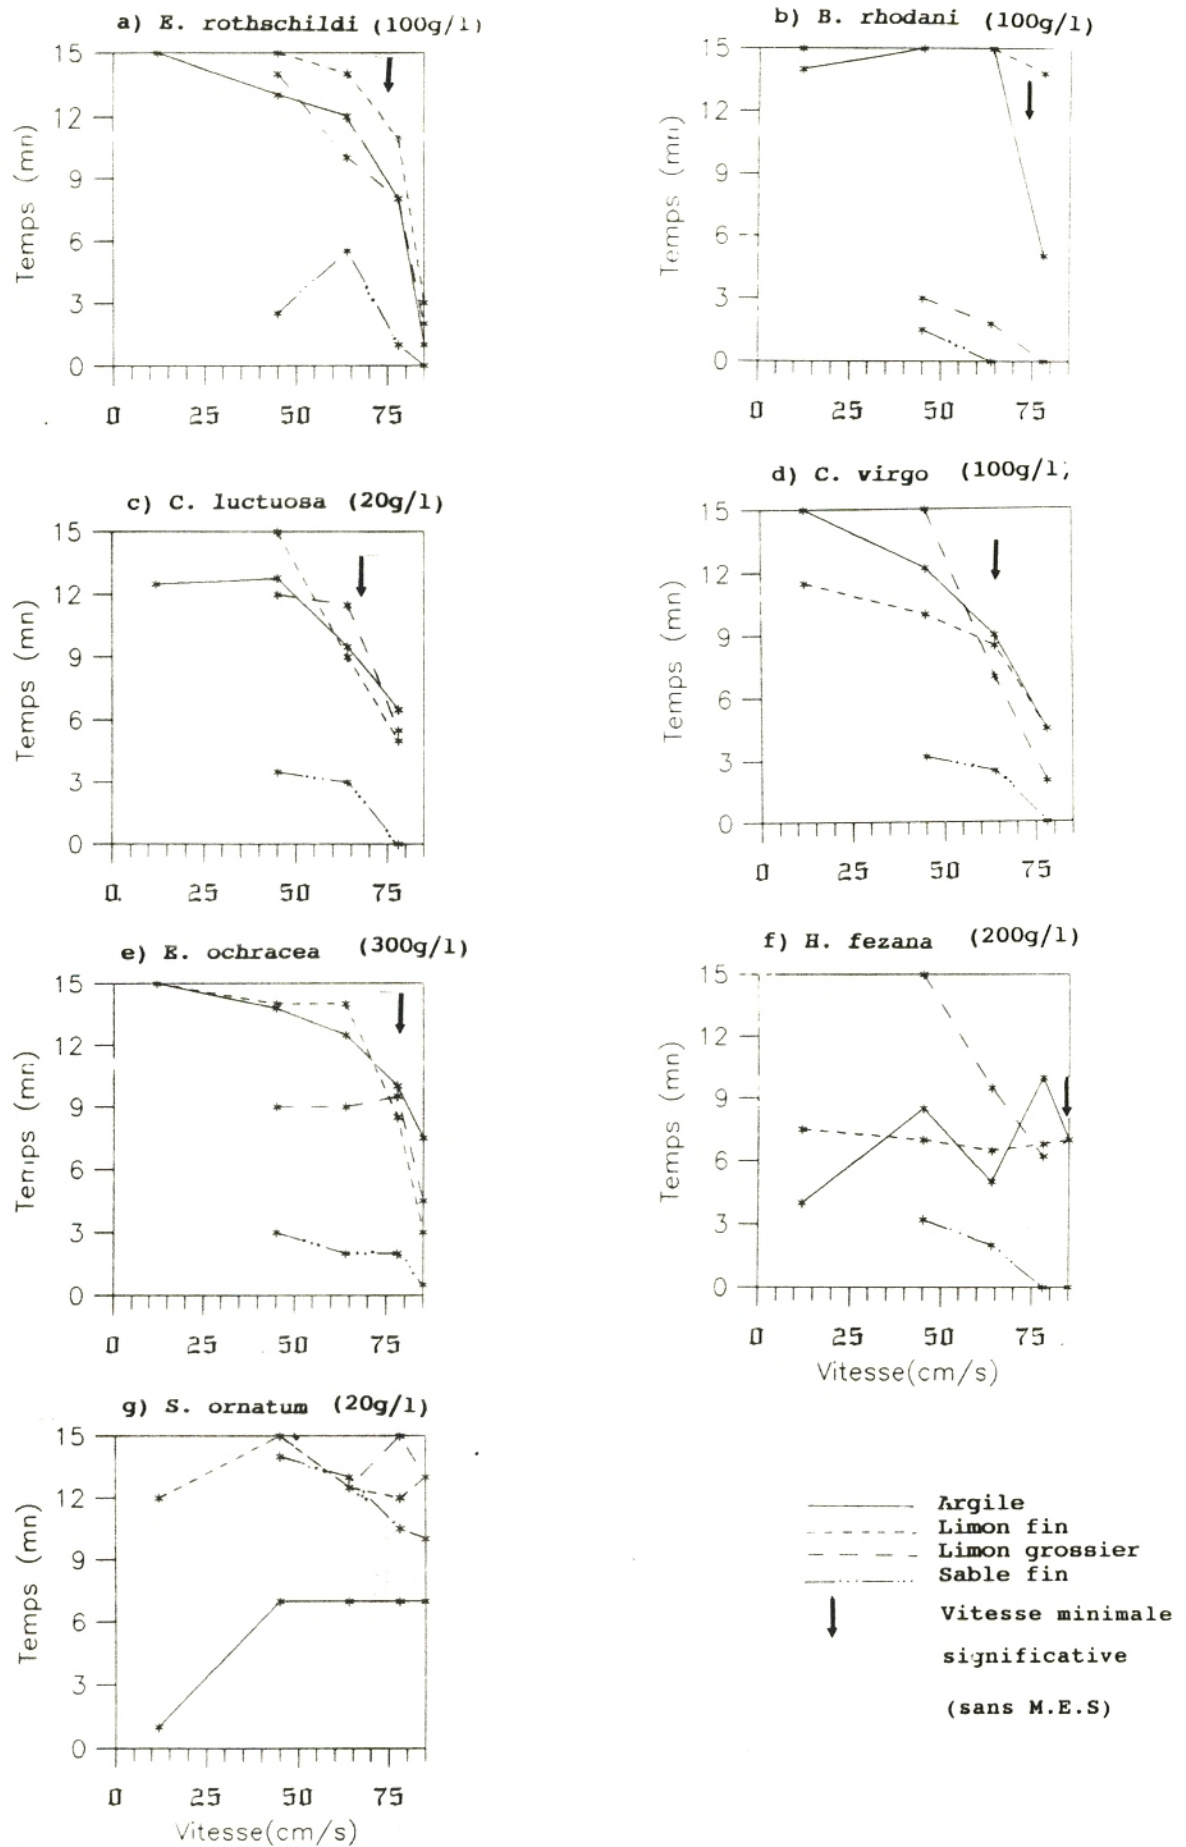 a) E. rothschildi (100g/l)
15
12
9
6
3
0
Temps (mn)
0 25 50 75
b) B. rhodani (100g/l)
15
12
9
6
3
0
Temps (mn)
0 25 50 75
c) C. luctuosa (20g/l)
15
12
9
6
3
0
Temps (mn)
0. 25 50 75
d) C. virgo (100g/l)
15
12
9
6
3
0
Temps (mn)
0 25 50 75
e) E. ochracea (300g/l)
15
12
9
6
3
0
Temps (mn)
0 25 50 75
f) H. fezana (200g/l)
15
12
9
6
3
0
Temps (mn)
0 25 50 75
Vitesse(cm/s)
g) S. ornatum (20g/l)
15
12
9
6
3
0
Temps (mn)
0 25 50 75
Vitesse(cm/s)
Argile
Limon fin
Limon grossier
Sable fin
Vitesse minimale
significative
(sans M.E.S)